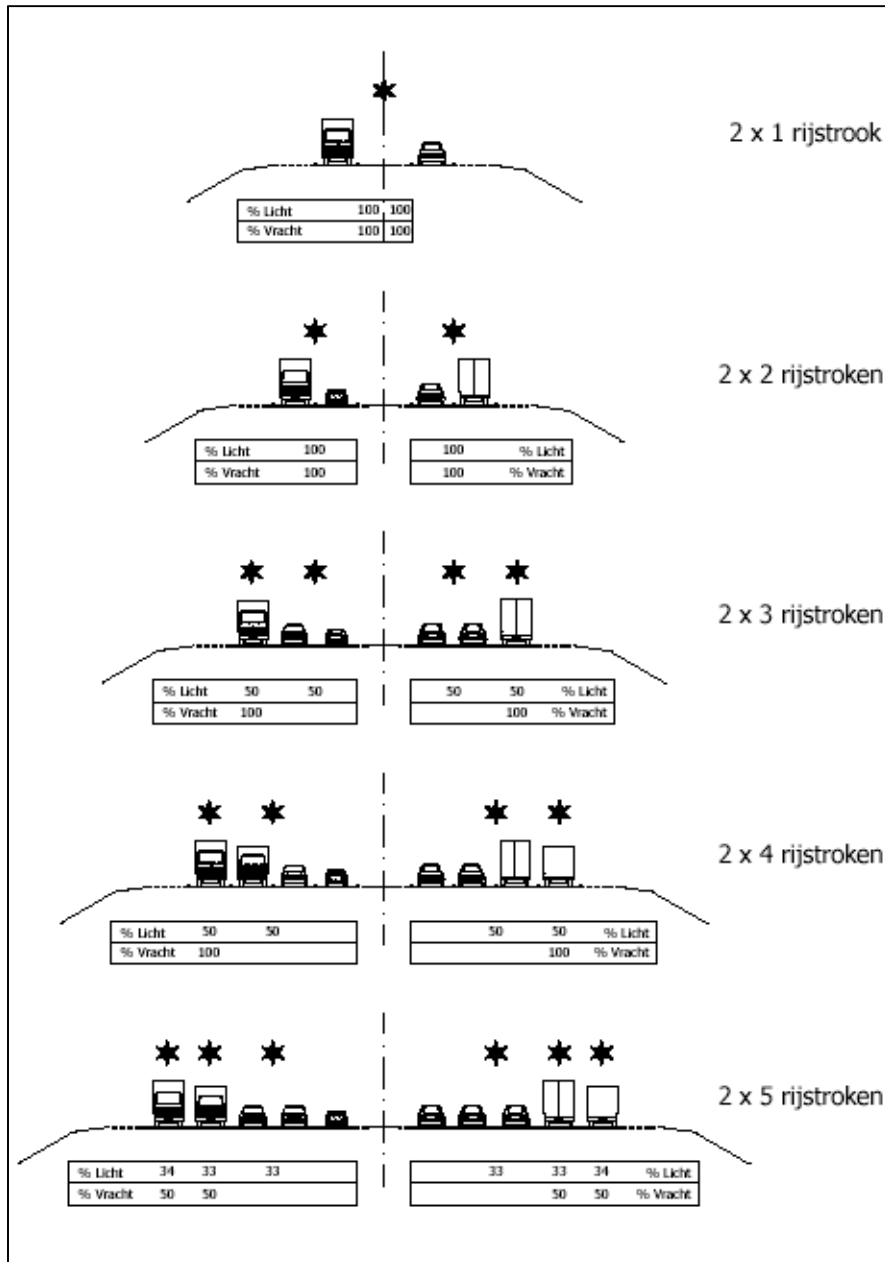 2 x 1 rijstrook
% Licht 100 100
% Vracht 100 100
2 x 2 rijstroken
% Licht 100 100 % Licht
% Vracht 100 100 % Vracht
2 x 3 rijstroken
% Licht 50 50 50 50 % Licht
% Vracht 100 100 % Vracht
2 x 4 rijstroken
% Licht 50 50 50 50 % Licht
% Vracht 100 100 % Vracht
2 x 5 rijstroken
% Licht 34 33 33 33 33 34 % Licht
% Vracht 50 50 50 50 % Vracht